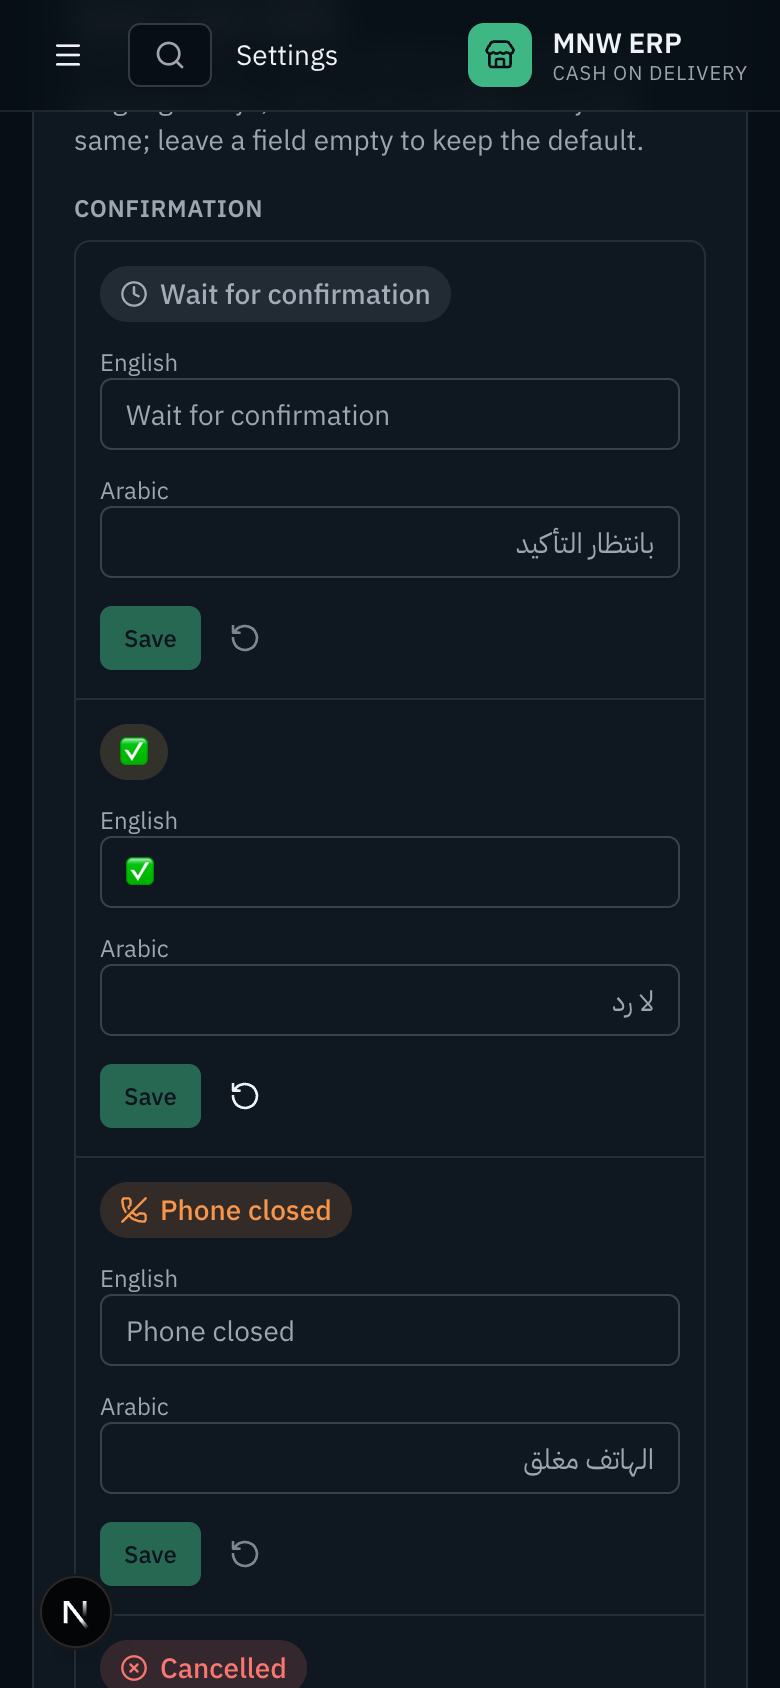 Settings
MNW ERP
CASH ON DELIVERY
same; leave a field empty to keep the default.
CONFIRMATION
Wait for confirmation
English
Wait for confirmation
Arabic
بانتظار التأكيد
Save
✅
English
✅
Arabic
لا رد
Save
Phone closed
English
Phone closed
Arabic
الهاتف مغلق
Save
N
Cancelled